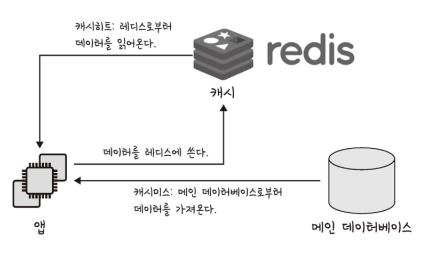 캐시히트: 레디스로부터
데이터를 읽어온다.
redis
캐시
데이터를 레디스에 쓴다.
캐시미스: 메인 데이터베이스로부터
데이터를 가져온다.
앱
메인 데이터베이스